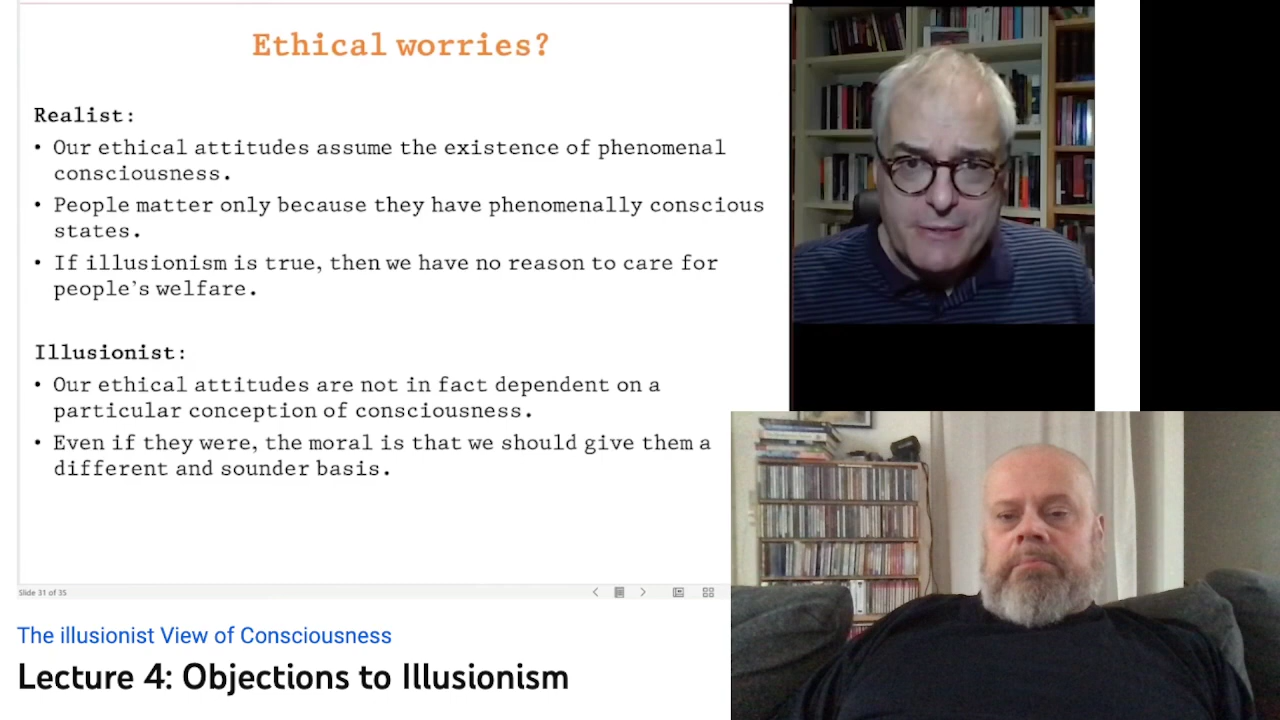 Ethical worries?
Realist:
• Our ethical attitudes assume the existence of phenomenal
consciousness.
• People matter only because they have phenomenally conscious
states.
• If illusionism is true, then we have no reason to care for
people's welfare.
Illusionist:
• Our ethical attitudes are not in fact dependent on a
particular conception of consciousness.
• Even if they were, the moral is that we should give them a
different and sounder basis.
Slide 31 of 35
The illusionist View of Consciousness
Lecture 4: Objections to Illusionism